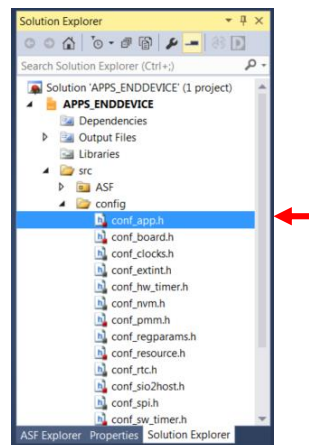 Solution Explorer
Search Solution Explorer (Ctrl+;)
Solution 'APPS_ENDDEVICE' (1 project)
APPS_ENDDEVICE
Dependencies
Output Files
Libraries
src
ASF
config
conf_app.h
conf_board.h
conf_clocks.h
conf_extint.h
conf_hw_timer.h
conf_nvm.h
conf_pmm.h
conf_regparams.h
conf_resource.h
conf_rtc.h
conf_sio2host.h
conf_spi.h
conf_sw_timer.h
ASF Explorer Properties Solution Explorer